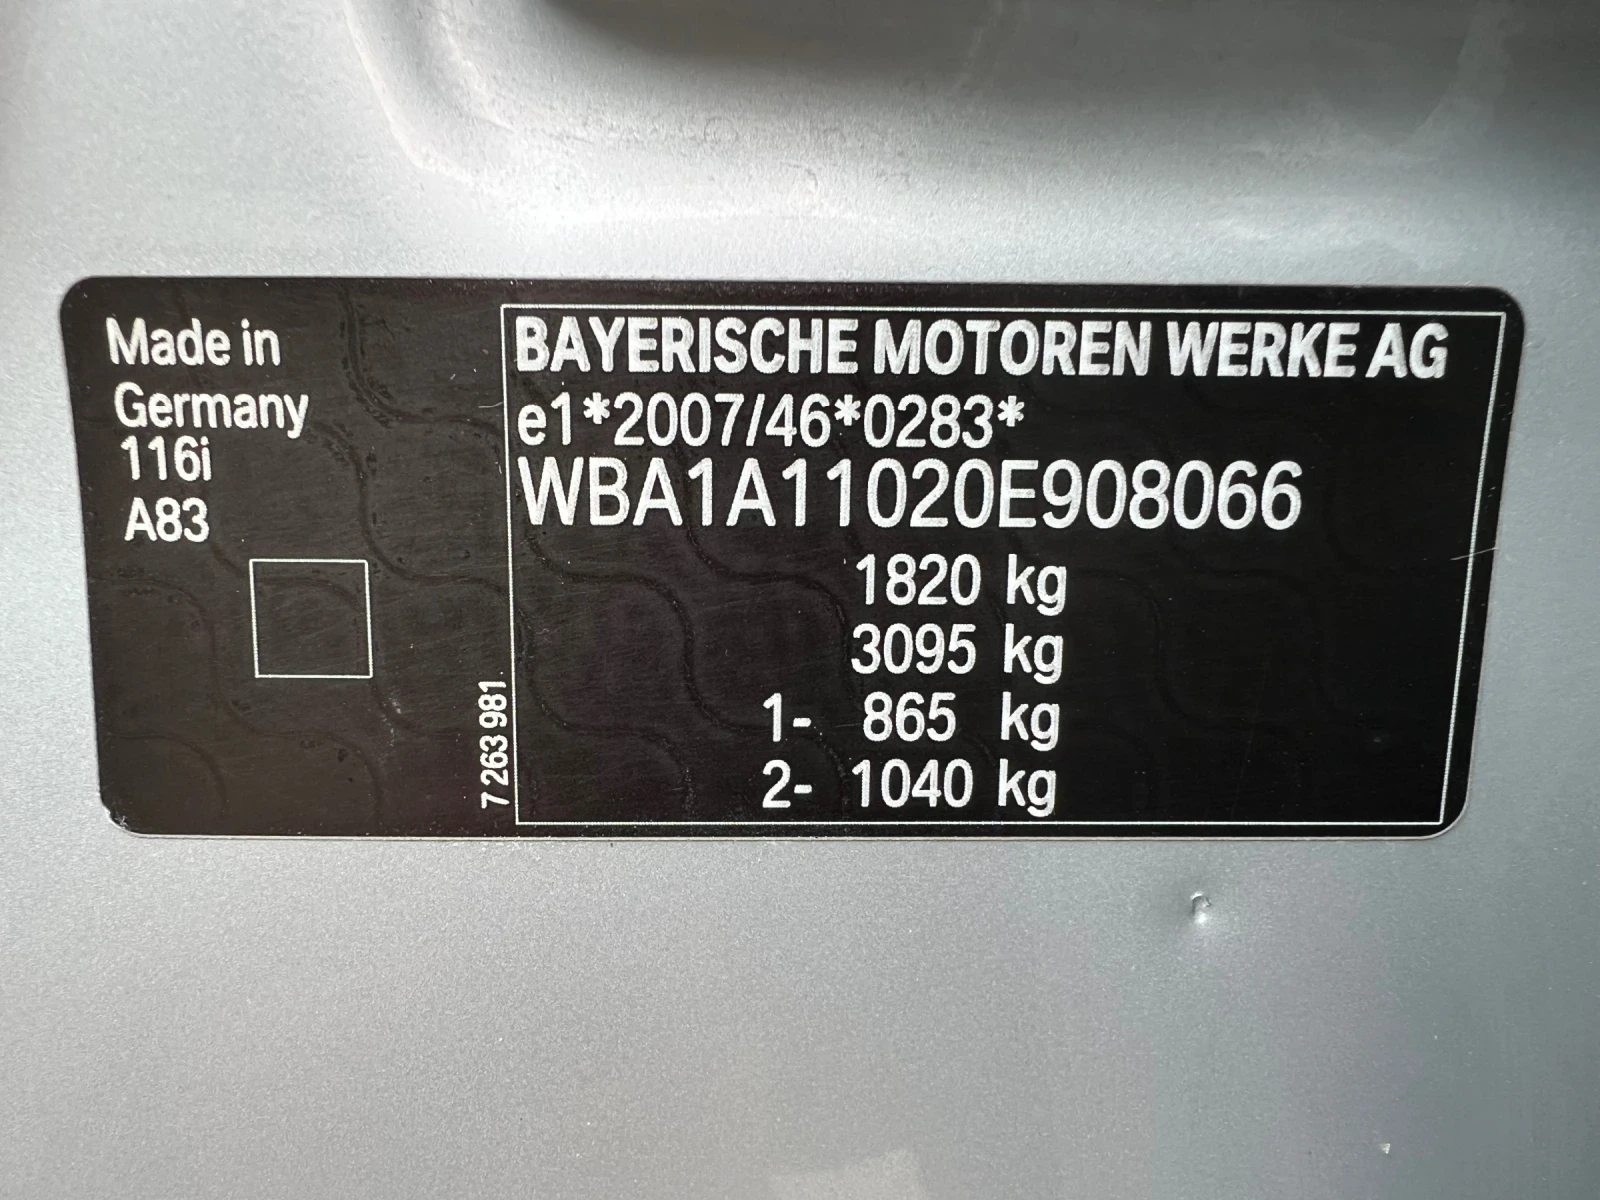 Made in
Germany
116i
A83
7 263 981
BAYERISCHE MOTOREN WERKE AG
e1*2007/46*0283*
WBA1A11020E908066
1820 kg
3095 kg
1- 865 kg
2- 1040 kg